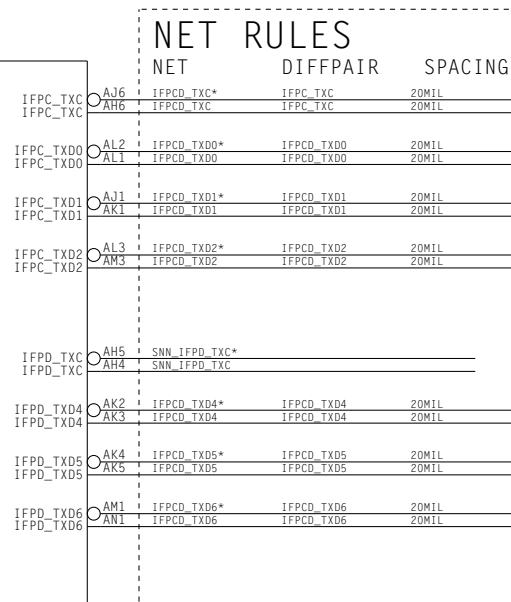 NET RULES
NET DIFFPAIR SPACING
IFPC_TXC AJ6 IFPCD_TXC* IFPC_TXC 20MIL
IFPC_TXC AH6 IFPCD_TXC IFPC_TXC 20MIL
IFPC_TXD0 AL2 IFPCD_TXD0* IFPCD_TXD0 20MIL
IFPC_TXD0 AL1 IFPCD_TXD0 IFPCD_TXD0 20MIL
IFPC_TXD1 AJ1 IFPCD_TXD1* IFPCD_TXD1 20MIL
IFPC_TXD1 AK1 IFPCD_TXD1 IFPCD_TXD1 20MIL
IFPC_TXD2 AL3 IFPCD_TXD2* IFPCD_TXD2 20MIL
IFPC_TXD2 AM3 IFPCD_TXD2 IFPCD_TXD2 20MIL
IFPD_TXC AH5 SNN_IFPD_TXC*
IFPD_TXC AH4 SNN_IFPD_TXC
IFPD_TXD4 AK2 IFPCD_TXD4* IFPCD_TXD4 20MIL
IFPD_TXD4 AK3 IFPCD_TXD4 IFPCD_TXD4 20MIL
IFPD_TXD5 AK4 IFPCD_TXD5* IFPCD_TXD5 20MIL
IFPD_TXD5 AK5 IFPCD_TXD5 IFPCD_TXD5 20MIL
IFPD_TXD6 AM1 IFPCD_TXD6* IFPCD_TXD6 20MIL
IFPD_TXD6 AN1 IFPCD_TXD6 IFPCD_TXD6 20MIL